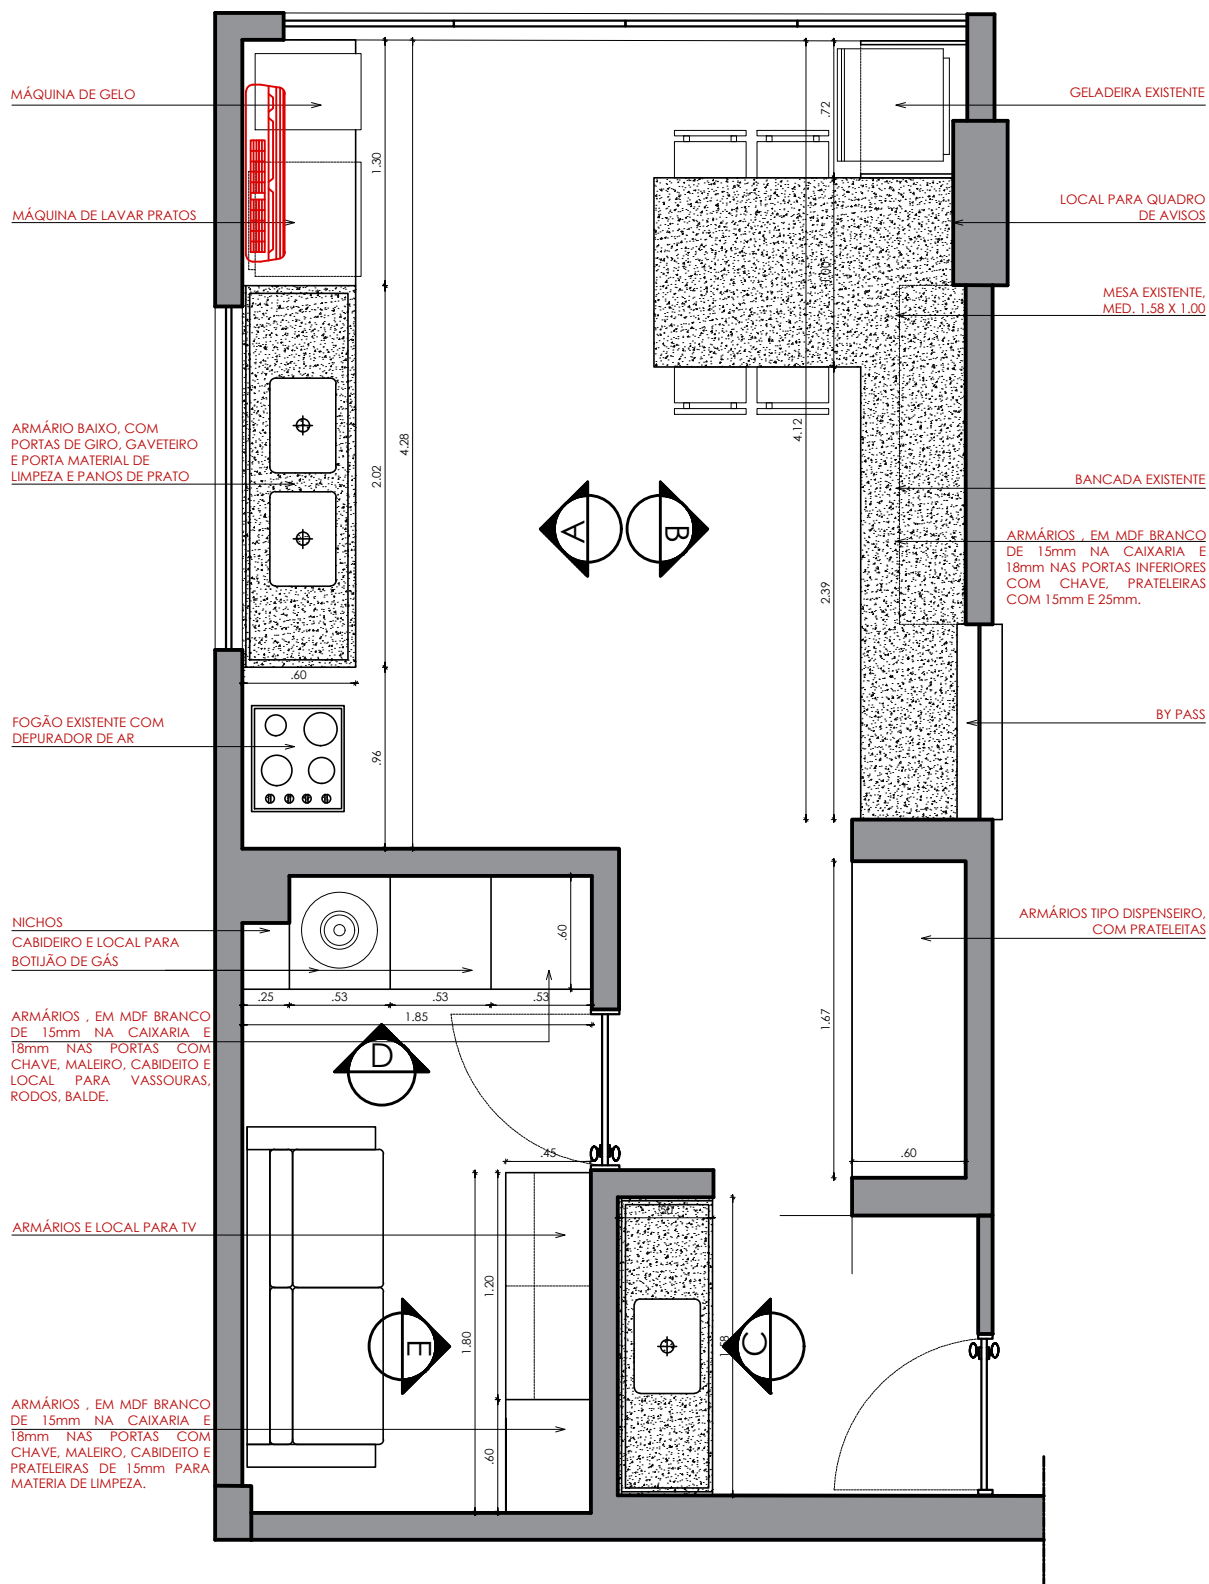 MÁQUINA DE GELO
MÁQUINA DE LAVAR PRATOS
ARMÁRIO BAIXO, COM
PORTAS DE GIRO, GAVETEIRO
E PORTA MATERIAL DE
LIMPEZA E PANOS DE PRATO
FOGÃO EXISTENTE COM
DEPURADOR DE AR
NICHOS
CABIDEIRO E LOCAL PARA
BOTIJÃO DE GÁS
ARMÁRIOS , EM MDF BRANCO
DE 15mm NA CAIXARIA E
18mm NAS PORTAS COM
CHAVE, MALEIRO, CABIDEITO E
LOCAL PARA VASSOURAS,
RODOS, BALDE.
ARMÁRIOS E LOCAL PARA TV
ARMÁRIOS , EM MDF BRANCO
DE 15mm NA CAIXARIA E
18mm NAS PORTAS COM
CHAVE, MALEIRO, CABIDEITO E
PRATELEIRAS DE 15mm PARA
MATERIA DE LIMPEZA.
1.30
4.28
2.02
.60
.96
.72
1.00
4.12
2.39
A
B
.60
.25
.53
.53
.53
1.85
D
.45
1.67
.60
.50
1.20
1.80
.60
E
1.58
C
GELADEIRA EXISTENTE
LOCAL PARA QUADRO
DE AVISOS
MESA EXISTENTE,
MED. 1.58 X 1.00
BANCADA EXISTENTE
ARMÁRIOS , EM MDF BRANCO
DE 15mm NA CAIXARIA E
18mm NAS PORTAS INFERIORES
COM CHAVE, PRATELEIRAS
COM 15mm E 25mm.
BY PASS
ARMÁRIOS TIPO DISPENSEIRO,
COM PRATELEITAS